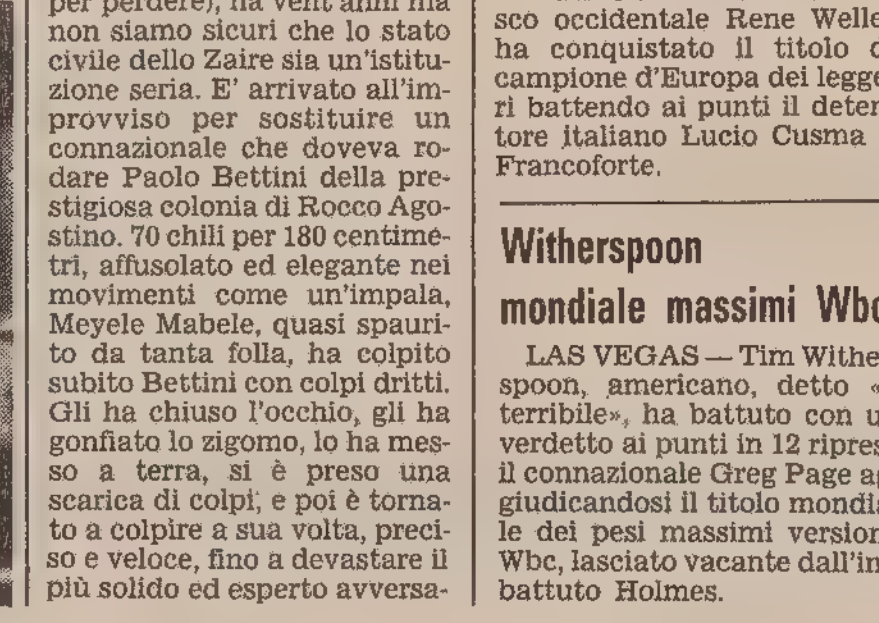 per perdere), ha vent'anni ma
non siamo sicuri che lo stato
civile dello Zaire sia un'istitu-
zione seria. E' arrivato all'im-
provviso per sostituire un
connazionale che doveva ro-
dare Paolo Bettini della pre-
stigiosa colonia di Rocco Ago-
stino. 70 chili per 180 centime-
tri, affusolato ed elegante nei
movimenti come un'impala,
Meyele Mabele, quasi spauri-
to da tanta folla, ha colpito
subito Bettini con colpi dritti.
Gli ha chiuso l'occhio, gli ha
gonfiato lo zigomo, lo ha mes-
so a terra, si è preso una
scarica di colpi, e poi è torna-
to a colpire a sua volta, preci-
so e veloce, fino a devastare il
più solido ed esperto avversa-
sco occidentale Rene Welle
ha conquistato il titolo d
campione d'Europa dei legge
ri battendo ai punti il deten
tore italiano Lucio Cusma
Francoforte.
Witherspoon
mondiale massimi Wbc
LAS VEGAS — Tim Withe
spoon, americano, detto «
terribile», ha battuto con u
verdetto ai punti in 12 ripres
il connazionale Greg Page ag
giudicandosi il titolo mondia
le dei pesi massimi version
Wbc, lasciato vacante dall'in
battuto Holmes.